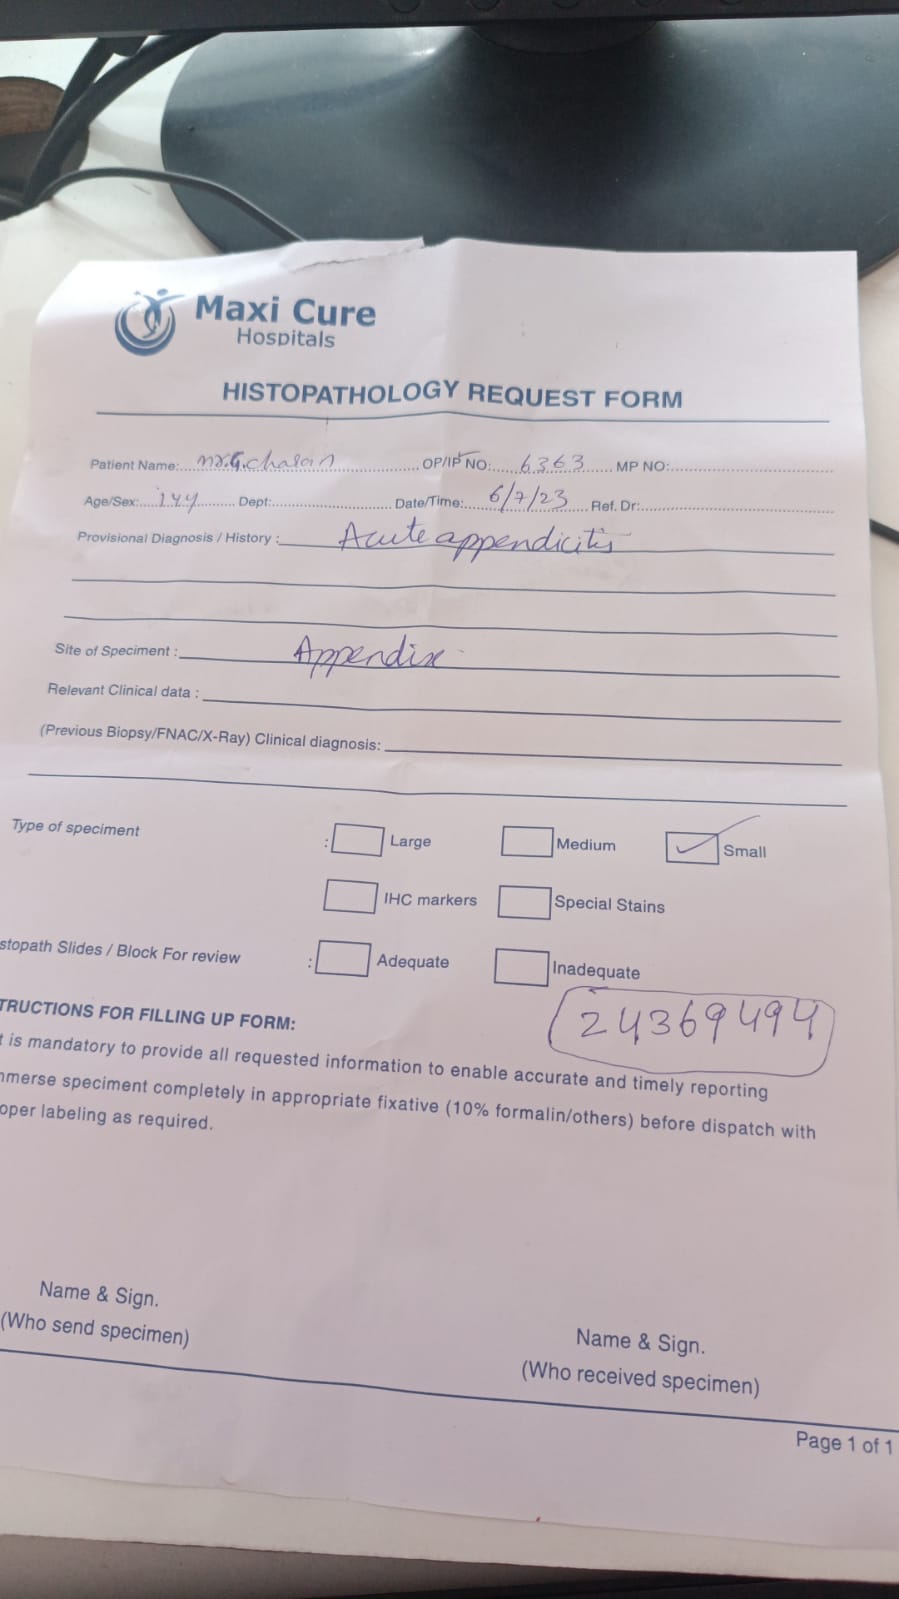 Maxi Cure
Hospitals
HISTOPATHOLOGY REQUEST FORM
Patient Name: Mr.G.charan OP/IP NO: 6363 MP NO:
Age/Sex: 14y Dept: Date/Time: 6/7/23 Ref. Dr:
Provisional Diagnosis / History : Acute appendicitis
Site of Speciment : Appendix
Relevant Clinical data :
(Previous Biopsy/FNAC/X-Ray) Clinical diagnosis:
Type of speciment : Large Medium Small
IHC markers Special Stains
stopath Slides / Block For review : Adequate Inadequate
24369494
TRUCTIONS FOR FILLING UP FORM:
t is mandatory to provide all requested information to enable accurate and timely reporting
nmerse speciment completely in appropriate fixative (10% formalin/others) before dispatch with
oper labeling as required.
Name & Sign. Name & Sign.
(Who send specimen) (Who received specimen)
Page 1 of 1